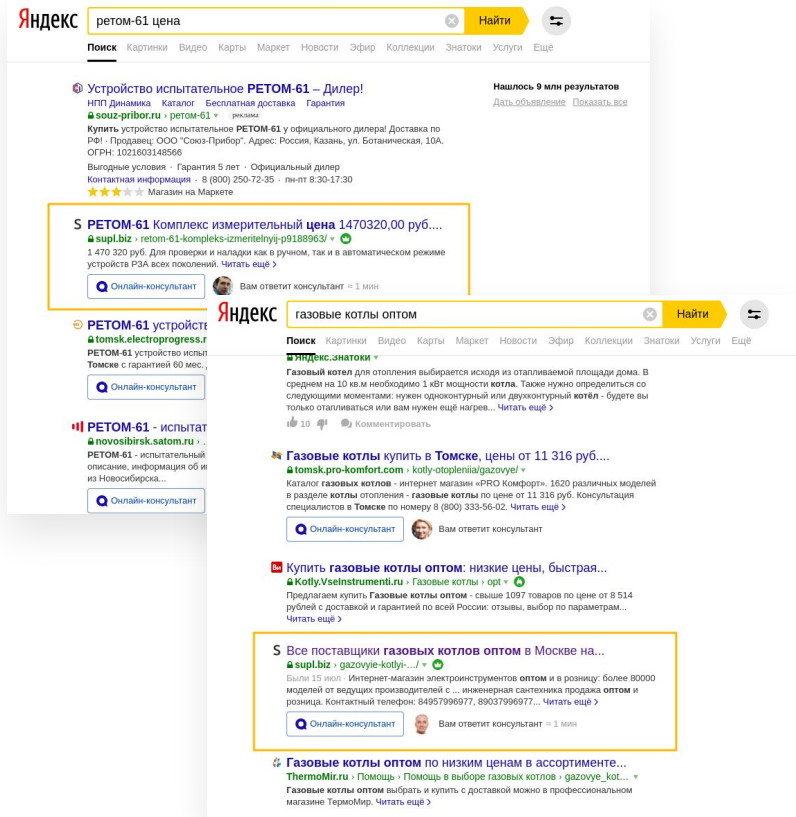 Яндекс
ретом-61 цена
Найти
Поиск Картинки Видео Карты Маркет Новости Эфир Коллекции Знатоки Услуги Ещё
Устройство испытательное РЕТОМ-61 – Дилер!
НПП Динамика Каталог Бесплатная доставка Гарантия
souz-pribor.ru › ретом-61 реклама
Купить устройство испытательное РЕТОМ-61 у официального дилера! Доставка по
РФ! · Продавец: ООО "Союз-Прибор". Адрес: Россия, Казань, ул. Ботаническая, 10А.
ОГРН: 1021603148566
Выгодные условия · Гарантия 5 лет · Официальный дилер
Контактная информация · 8 (800) 250-72-35 · пн-пт 8:30-17:30
Магазин на Маркете
Нашлось 9 млн результатов
Дать объявление Показать все
S РЕТОМ-61 Комплекс измерительный цена 1470320,00 руб....
supl.biz › retom-61-kompleks-izmeritelnyij-p9188963/
1 470 320 руб. Для проверки и наладки как в ручном, так и в автоматическом режиме
устройств РЗА всех поколений. Читать ещё ›
Онлайн-консультант Вам ответит консультант ≈ 1 мин
РЕТОМ-61 устройств
tomsk.electroprogress.r
РЕТОМ-61 устройство испыт
Томске с гарантией 60 мес.
Онлайн-консультант
РЕТОМ-61 - испытат
novosibirsk.satom.ru › .
РЕТОМ-61 - испытательный
описание, информация об и
из Новосибирска...
Онлайн-консультант
Яндекс
газовые котлы оптом
Найти
Поиск Картинки Видео Карты Маркет Новости Эфир Коллекции Знатоки Услуги Ещё
Яндекс.Знатоки
Газовый котел для отопления выбирается исходя из отапливаемой площади дома. В
среднем на 10 кв.м необходимо 1 кВт мощности котла. Также нужно определиться со
следующими моментами: нужен одноконтурный или двухконтурный котёл - будете вы
только отапливаться или вам нужен ещё нагрев... Читать ещё ›
10 Комментировать
Газовые котлы купить в Томске, цены от 11 316 руб....
tomsk.pro-komfort.com › kotly-otopleniia/gazovye/
Каталог газовых котлов - интернет магазин «PRO Комфорт». 1620 различных моделей
в разделе котлы отопления - газовые котлы по цене от 11 316 руб. Консультация
специалистов в Томске по номеру 8 (800) 333-56-02. Читать ещё ›
Онлайн-консультант Вам ответит консультант
Ви Купить газовые котлы оптом: низкие цены, быстрая...
Kotly.VseInstrumenti.ru › Газовые котлы › opt
Предлагаем купить Газовые котлы оптом - свыше 1097 товаров по цене от 8 514
рублей с доставкой и гарантией по всей России: отзывы, выбор по параметрам...
Читать ещё ›
S Все поставщики газовых котлов оптом в Москве на...
supl.biz › gazovyie-kotlyi-.../
Были 15 июл · Интернет-магазин электроинструментов оптом и в розницу: более 80000
моделей от ведущих производителей с ... инженерная сантехника продажа оптом и
розница. Контактный телефон: 84957996977, 89037996977... Читать ещё ›
Онлайн-консультант Вам ответит консультант ≈ 1 мин
Газовые котлы оптом по низким ценам в ассортименте...
ThermoMir.ru › Помощь › Помощь в выборе газовых котлов › gazovye_kot...
Газовые котлы оптом выбрать и купить с доставкой можно в профессиональном
магазине ТермоМир. Читать ещё ›